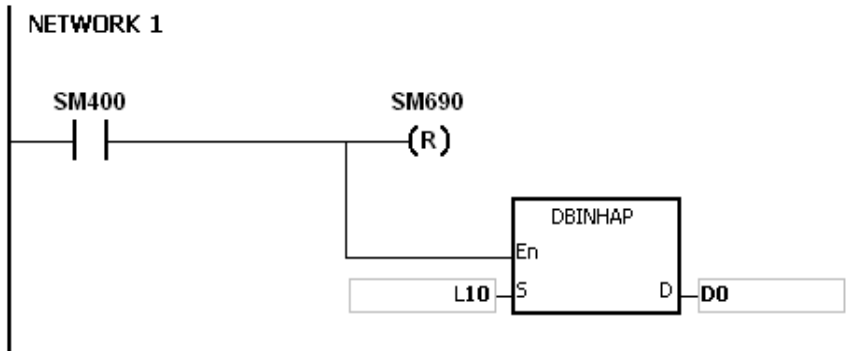 NETWORK 1
SM400
SM690
(R)
DBINHAP
En
L10
S
D
D0